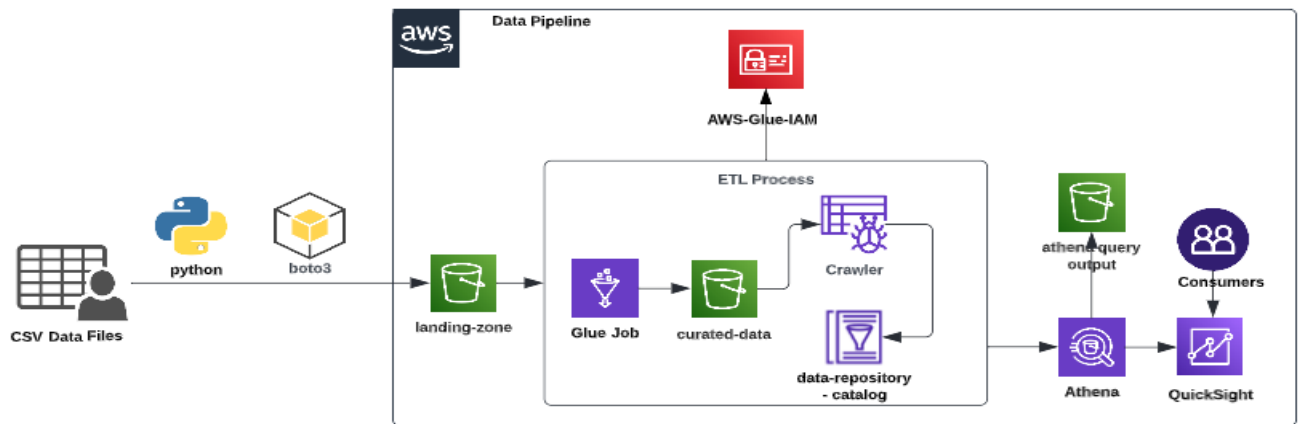 aws
Data Pipeline
AWS-Glue-IAM
ETL Process
python
boto3
CSV Data Files
landing-zone
Glue Job
curated-data
Crawler
data-repository
- catalog
athena query
output
Consumers
Athena
QuickSight